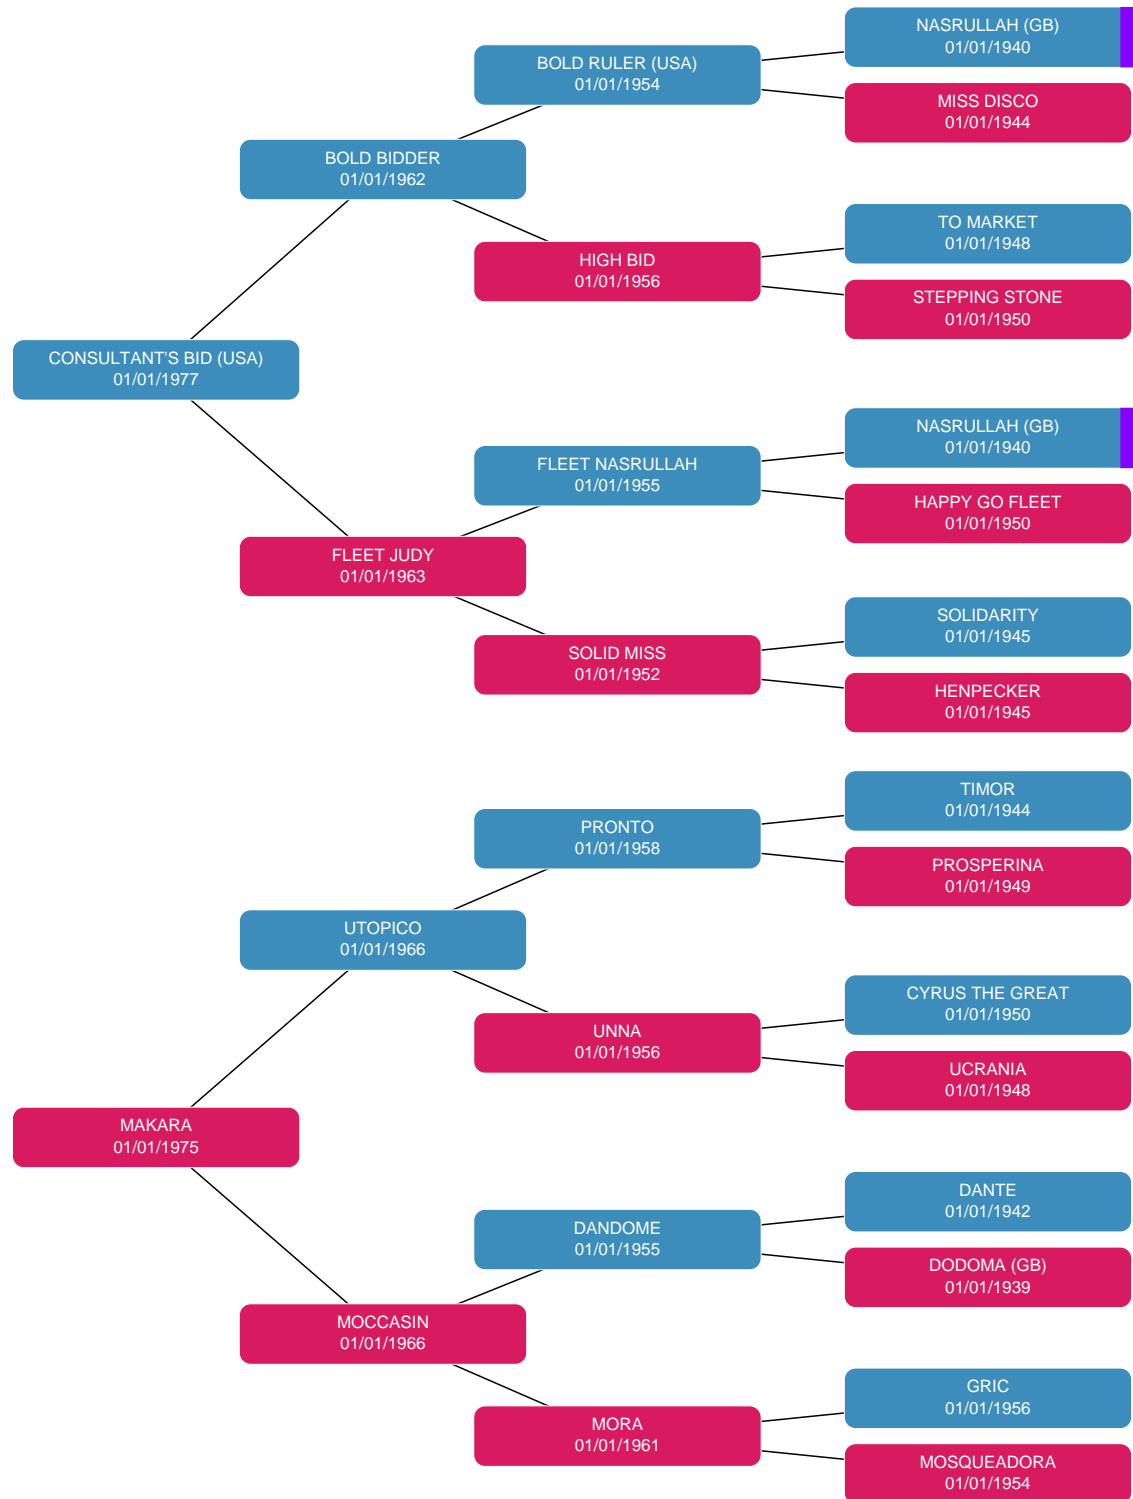 NASRULLAH (GB)
01/01/1940
BOLD RULER (USA)
01/01/1954
MISS DISCO
01/01/1944
BOLD BIDDER
01/01/1962
TO MARKET
01/01/1948
HIGH BID
01/01/1956
STEPPING STONE
01/01/1950
CONSULTANT'S BID (USA)
01/01/1977
NASRULLAH (GB)
01/01/1940
FLEET NASRULLAH
01/01/1955
HAPPY GO FLEET
01/01/1950
FLEET JUDY
01/01/1963
SOLIDARITY
01/01/1945
SOLID MISS
01/01/1952
HENPECKER
01/01/1945
TIMOR
01/01/1944
PRONTO
01/01/1958
PROSPERINA
01/01/1949
UTOPICO
01/01/1966
CYRUS THE GREAT
01/01/1950
UNNA
01/01/1956
UCRANIA
01/01/1948
MAKARA
01/01/1975
DANTE
01/01/1942
DANDOME
01/01/1955
DODOMA (GB)
01/01/1939
MOCCASIN
01/01/1966
GRIC
01/01/1956
MORA
01/01/1961
MOSQUEADORA
01/01/1954